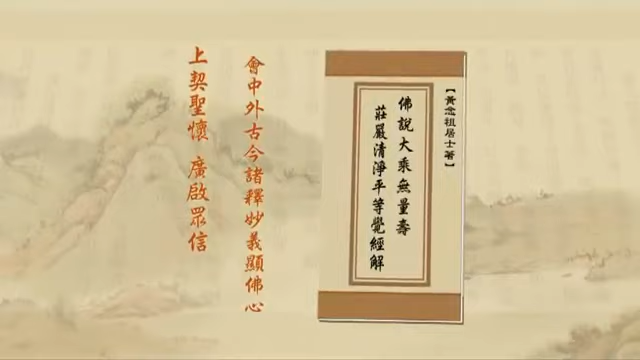 【黃念祖居士著】
佛說大乘無量壽
莊嚴清淨平等覺經解
會中外古今諸釋妙義顯佛心
上契聖懷 廣啟眾信